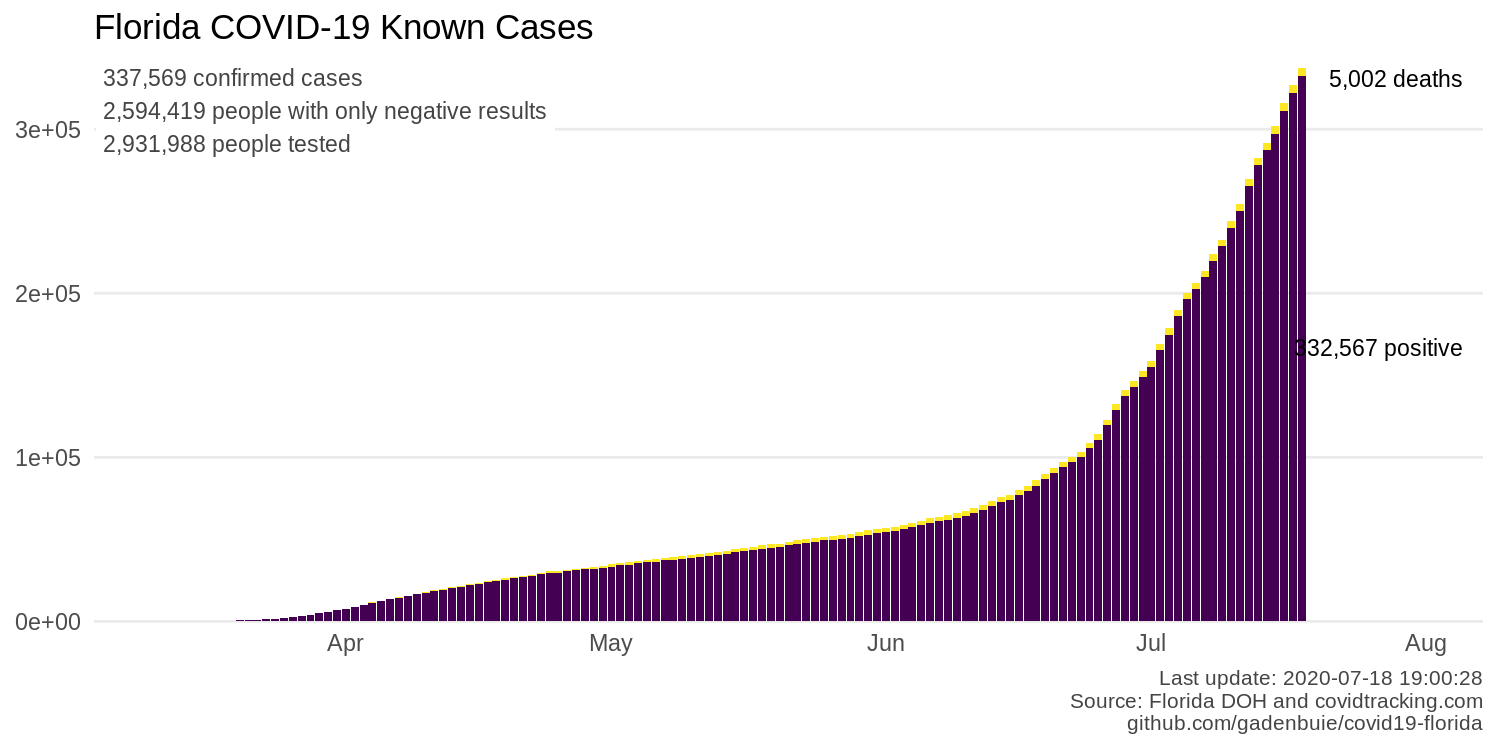 Florida COVID-19 Known Cases
337,569 confirmed cases
2,594,419 people with only negative results
2,931,988 people tested
5,002 deaths
332,567 positive
3e+05
2e+05
1e+05
0e+00
Apr May Jun Jul Aug
Last update: 2020-07-18 19:00:28
Source: Florida DOH and covidtracking.com
github.com/gadenbuie/covid19-florida